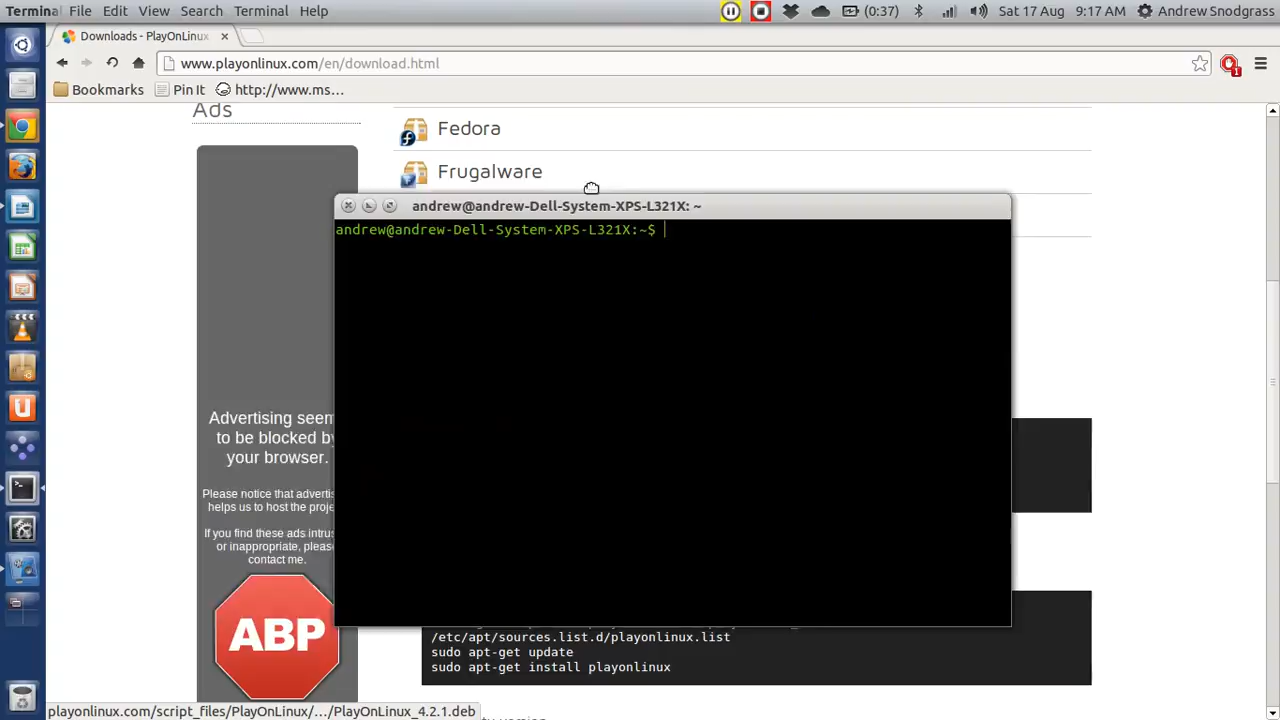 Terminal File Edit View Search Terminal Help (0:37) Sat 17 Aug 9:17 AM Andrew Snodgrass
Downloads - PlayOnLinux
www.playonlinux.com/en/download.html
Bookmarks Pin It http://www.ms...
Ads
Fedora
Frugalware
andrew@andrew-Dell-System-XPS-L321X: ~
andrew@andrew-Dell-System-XPS-L321X:~$
Advertising seem
to be blocked by
your browser.
Please notice that adverti
helps us to host the proje
If you find these ads intrus
or inappropriate, please
contact me.
ABP
/etc/apt/sources.list.d/playonlinux.list
sudo apt-get update
sudo apt-get install playonlinux
playonlinux.com/script_files/PlayOnLinux/.../PlayOnLinux_4.2.1.deb
version